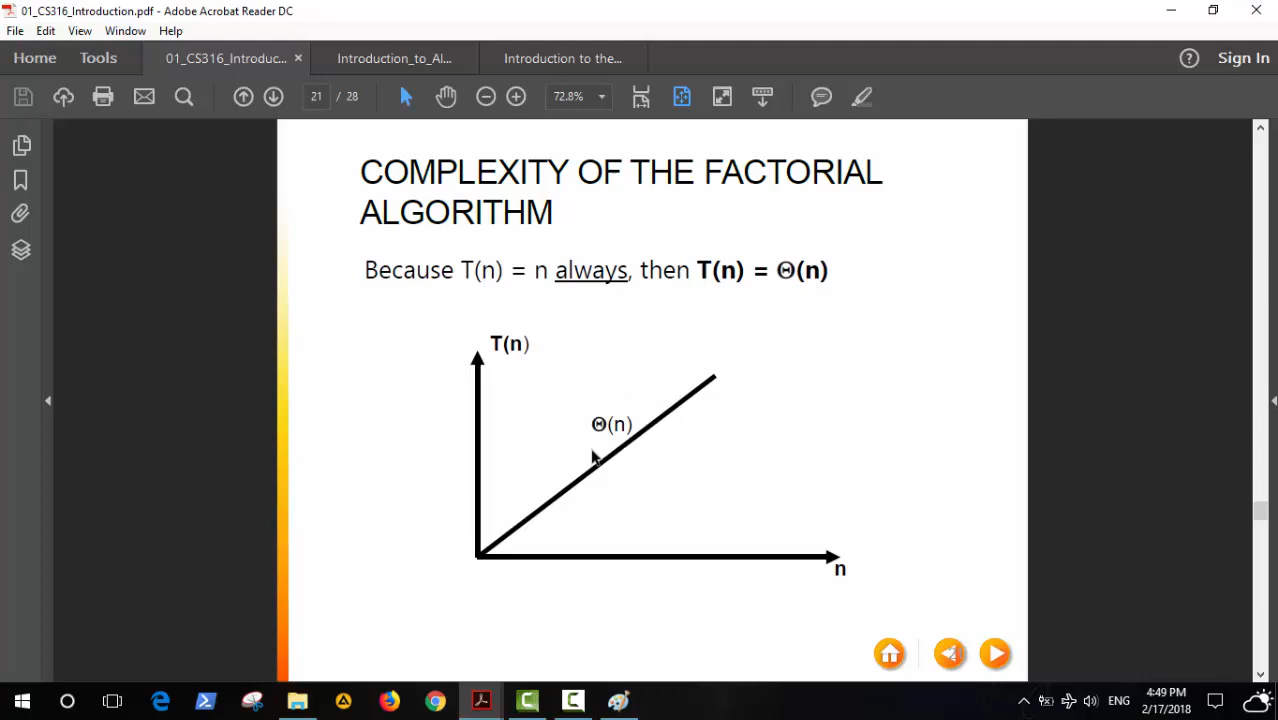 01_CS316_Introduction.pdf - Adobe Acrobat Reader DC
File Edit View Window Help
Home Tools 01_CS316_Introduc... × Introduction_to_Al... Introduction to the... Sign In
21 / 28 72.8%
COMPLEXITY OF THE FACTORIAL
ALGORITHM
Because T(n) = n always, then T(n) = Θ(n)
T(n)
Θ(n)
n
4:49 PM
ENG
2/17/2018